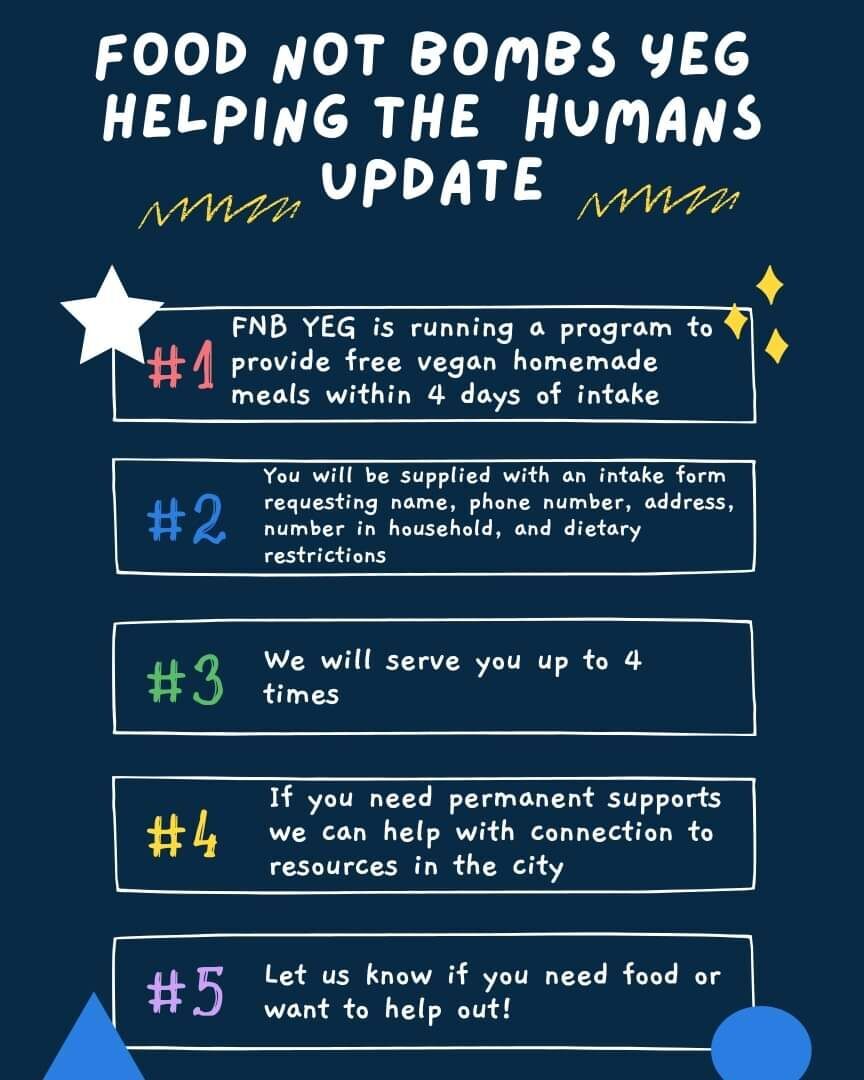 FOOD NOT BOMBS YEG
HELPING THE HUMANS
UPDATE
#1
FNB YEG is running a program to
provide free vegan homemade
meals within 4 days of intake
#2
You will be supplied with an intake form
requesting name, phone number, address,
number in household, and dietary
restrictions
#3
We will serve you up to 4
times
#4
If you need permanent supports
we can help with connection to
resources in the city
#5
Let us know if you need food or
want to help out!